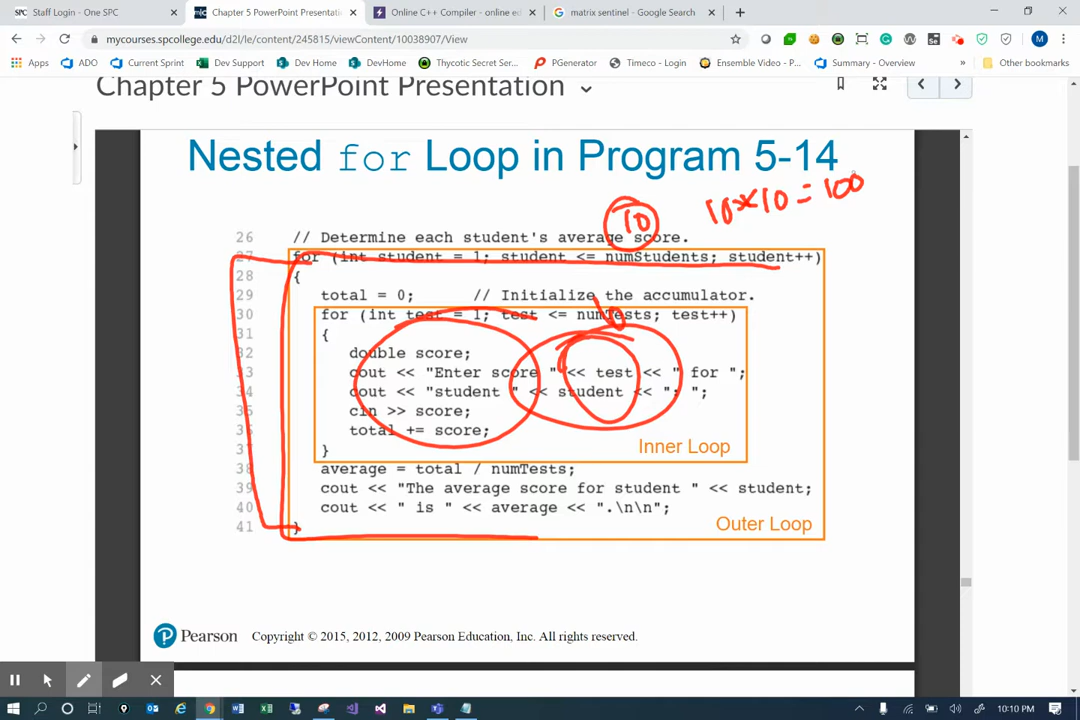 Staff Login - One SPC
Chapter 5 PowerPoint Presentati
Online C++ Compiler - online ed
matrix sentinel - Google Search
mycourses.spcollege.edu/d2l/le/content/245815/viewContent/10038907/View
M
Apps ADO Current Sprint Dev Support Dev Home DevHome Thycotic Secret Ser... PGenerator Timeco - Login Ensemble Video - P... Summary - Overview » Other bookmarks
Chapter 5 PowerPoint Presentation
Nested for Loop in Program 5-14
10
10 x 10 = 100
26 // Determine each student's average score.
27 for (int student = 1; student <= numStudents; student++)
28 {
29 total = 0; // Initialize the accumulator.
30 for (int test = 1; test <= numTests; test++)
10
31 {
32 double score;
33 cout << "Enter score " << test << " for ";
34 cout << "student " << student << ": ";
35 cin >> score;
36 total += score;
37 }
Inner Loop
38 average = total / numTests;
39 cout << "The average score for student " << student;
40 cout << " is " << average << ".\n\n";
41 }
Outer Loop
Pearson
Copyright © 2015, 2012, 2009 Pearson Education, Inc. All rights reserved.
10:10 PM